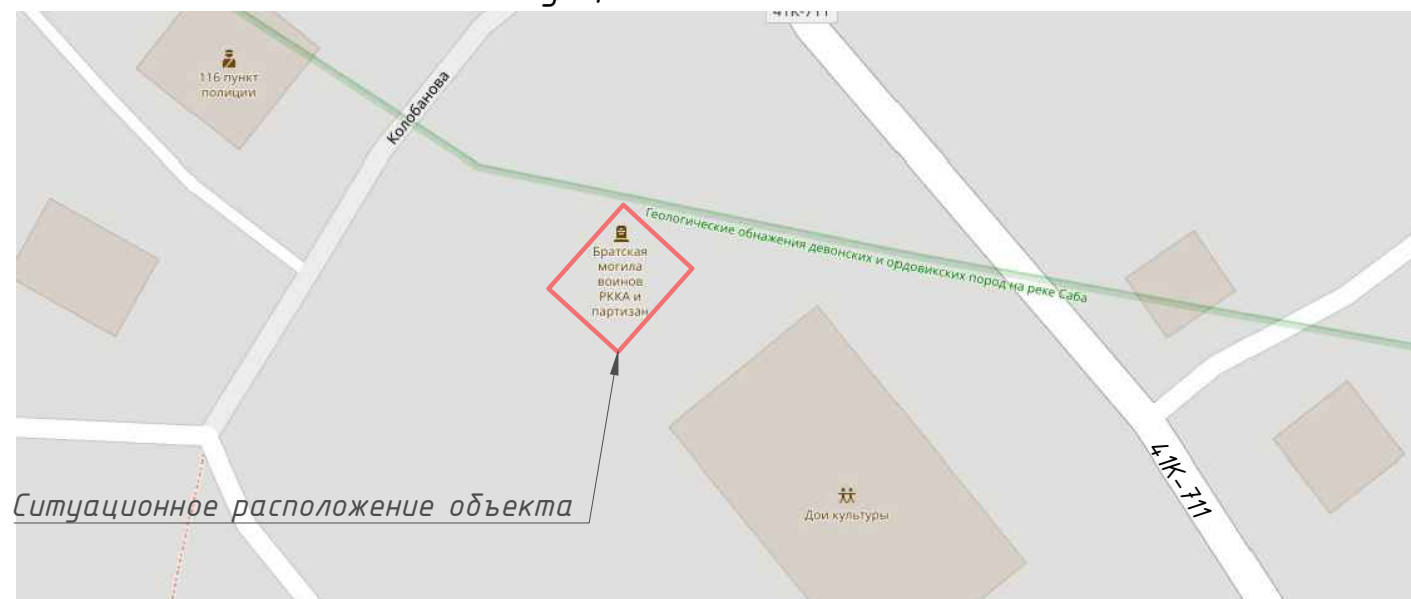 41К-711
116 пункт
полиции
Колобанова
Геологические обнажения девонских и ордовикских пород на реке Саба
Братская
могила
воинов
РККА и
партизан
41К-711
Ситуационное расположение объекта
Дои культуры